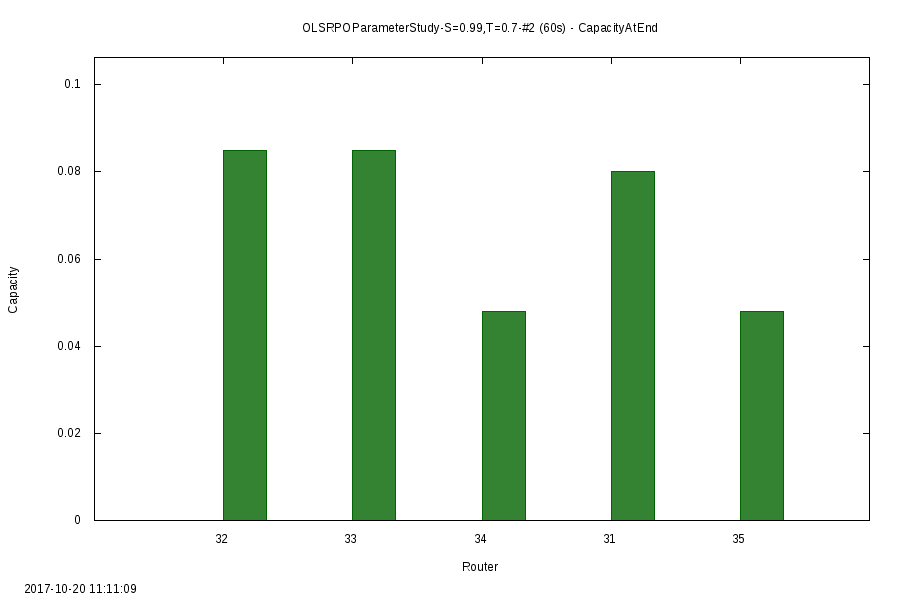 OLSRPOParameterStudy-S=0.99,T=0.7-#2 (60s) - CapacityAtEnd
0.1
0.08
0.06
0.04
0.02
0
Capacity
32 33 34 31 35
Router
2017-10-20 11:11:09